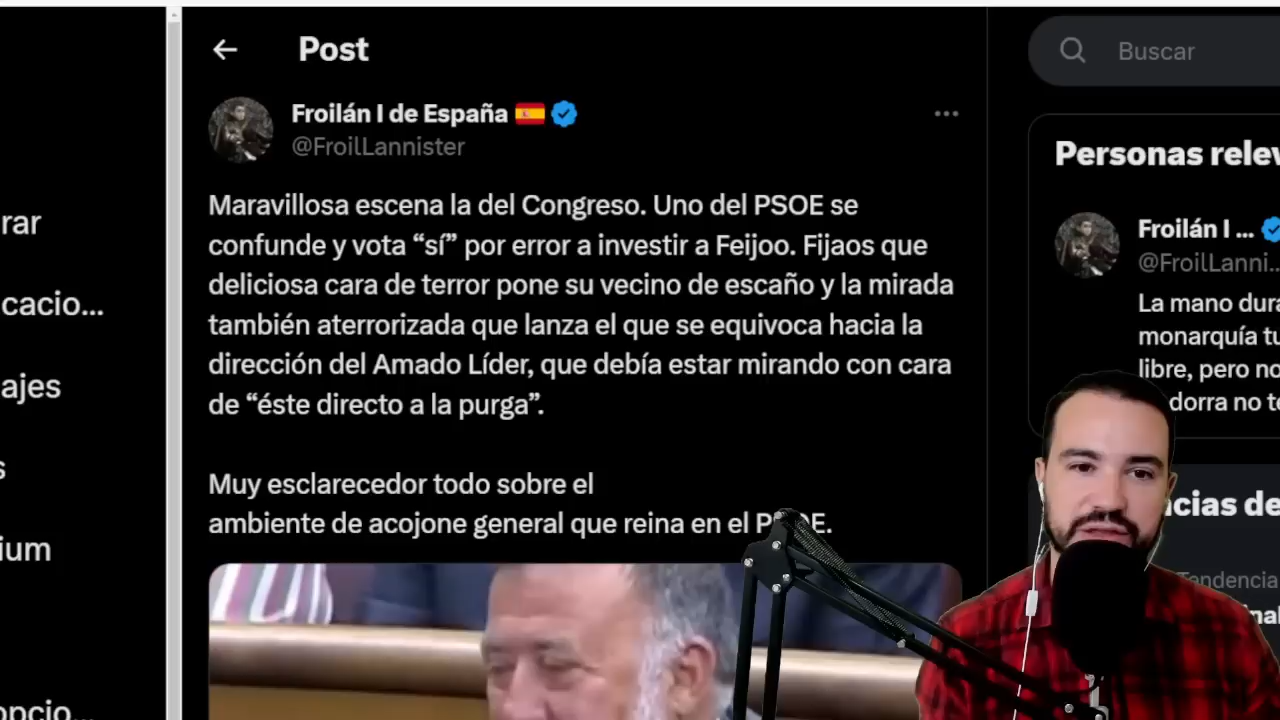 Post
Buscar
Froilán I de España
@FroilLannister
Maravillosa escena la del Congreso. Uno del PSOE se
confunde y vota “sí” por error a investir a Feijoo. Fijaos que
deliciosa cara de terror pone su vecino de escaño y la mirada
también aterrorizada que lanza el que se equivoca hacia la
dirección del Amado Líder, que debía estar mirando con cara
de “éste directo a la purga”.
Muy esclarecedor todo sobre el
ambiente de acojone general que reina en el PSOE.
rar
cacio...
ajes
s
ium
opcio...
Personas relev
Froilán I ...
@FroilLanni...
La mano dura
monarquía tu
libre, pero no
dorra no te
cias de
Tendencia
nal